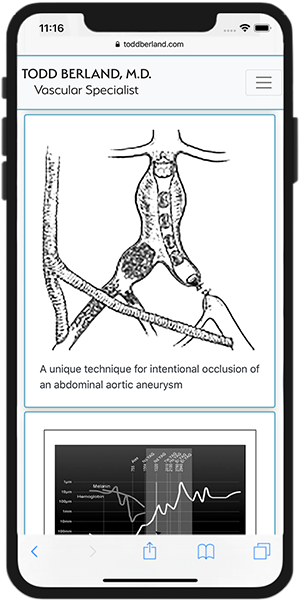 11:16
toddberland.com
TODD BERLAND, M.D.
Vascular Specialist
A unique technique for intentional occlusion of
an abdominal aortic aneurysm
Melanin
Hemoglobin
1μm